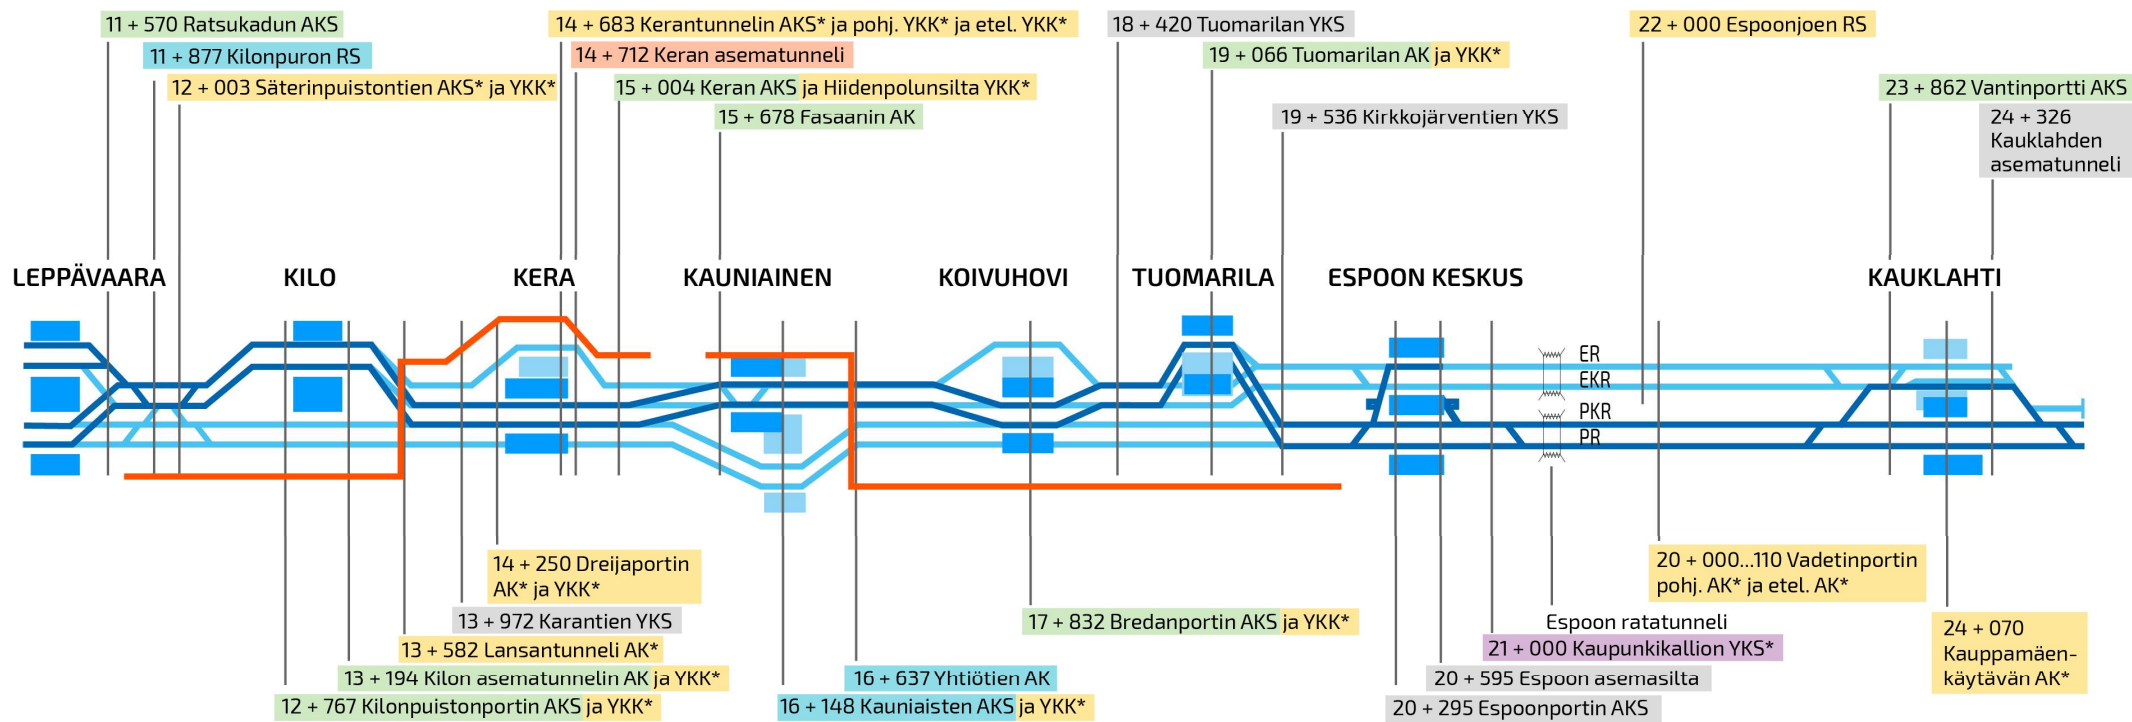 11 + 570 Ratsukadun AKS
11 + 877 Kilonpuron RS
12 + 003 Säterinpuistontien AKS* ja YKK*
14 + 683 Kerantunnelin AKS* ja pohj. YKK* ja etel. YKK*
14 + 712 Keran asematunneli
15 + 004 Keran AKS ja Hiidenpolunsilta YKK*
15 + 678 Fasaanin AK
18 + 420 Tuomarilan YKS
19 + 066 Tuomarilan AK ja YKK*
19 + 536 Kirkkojärventien YKS
22 + 000 Espoonjoen RS
23 + 862 Vantinportti AKS
24 + 326
Kauklahden
asematunneli
LEPPÄVAARA
KILO
KERA
KAUNIAINEN
KOIVUHOVI
TUOMARILA
ESPOON KESKUS
KAUKLAHTI
ER
EKR
PKR
PR
14 + 250 Dreijaportin
AK* ja YKK*
13 + 972 Karantien YKS
13 + 582 Lansantunneli AK*
13 + 194 Kilon asematunnelin AK ja YKK*
12 + 767 Kilonpuistonportin AKS ja YKK*
17 + 832 Bredanportin AKS ja YKK*
16 + 637 Yhtiötien AK
16 + 148 Kauniaisten AKS ja YKK*
20 + 000...110 Vadetinportin
pohj. AK* ja etel. AK*
Espoon ratatunneli
21 + 000 Kaupunkikallion YKS*
20 + 595 Espoon asemasilta
20 + 295 Espoonportin AKS
24 + 070
Kauppamäen-
käytävän AK*